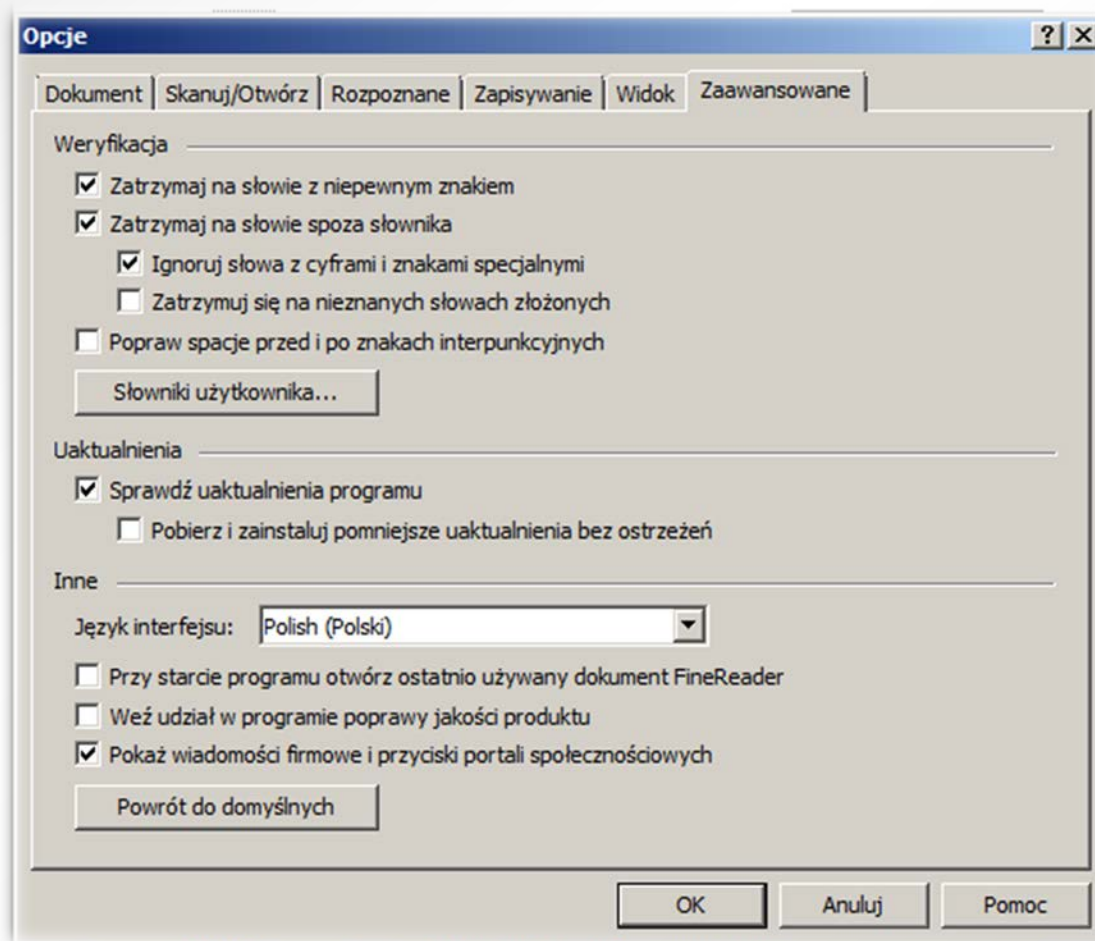 Opcje
Dokument Skanuj/Otwórz Rozpoznane Zapisywanie Widok Zaawansowane
Weryfikacja
Zatrzymaj na słowie z niepewnym znakiem
Zatrzymaj na słowie spoza słownika
Ignoruj słowa z cyframi i znakami specjalnymi
Zatrzymuj się na nieznanych słowach złożonych
Popraw spacje przed i po znakach interpunkcyjnych
Słowniki użytkownika...
Uaktualnienia
Sprawdź uaktualnienia programu
Pobierz i zainstaluj pomniejsze uaktualnienia bez ostrzeżeń
Inne
Język interfejsu: Polish (Polski)
Przy starcie programu otwórz ostatnio używany dokument FineReader
Weź udział w programie poprawy jakości produktu
Pokaż wiadomości firmowe i przyciski portali społecznościowych
Powrót do domyślnych
OK Anuluj Pomoc